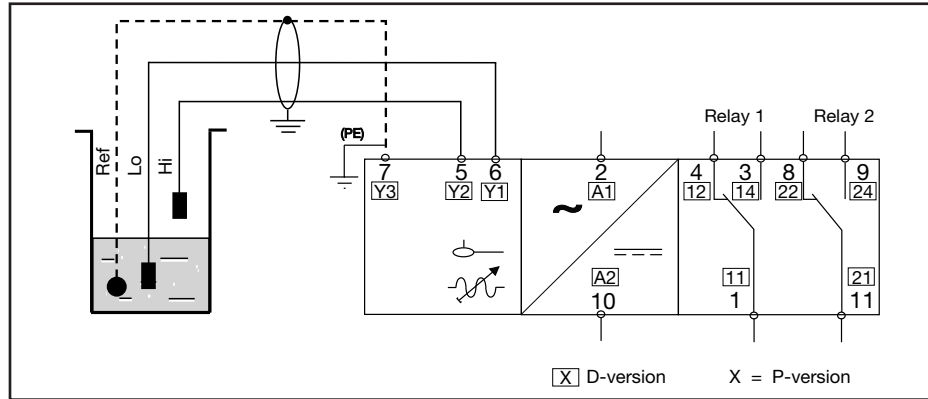 Relay 1 Relay 2
(PE)
Ref
Lo
Hi
7 5 6 2 4 3 8 9
Y3 Y2 Y1 A1 12 14 22 24
~
A2 11 21
10 1 11
X D-version X = P-version